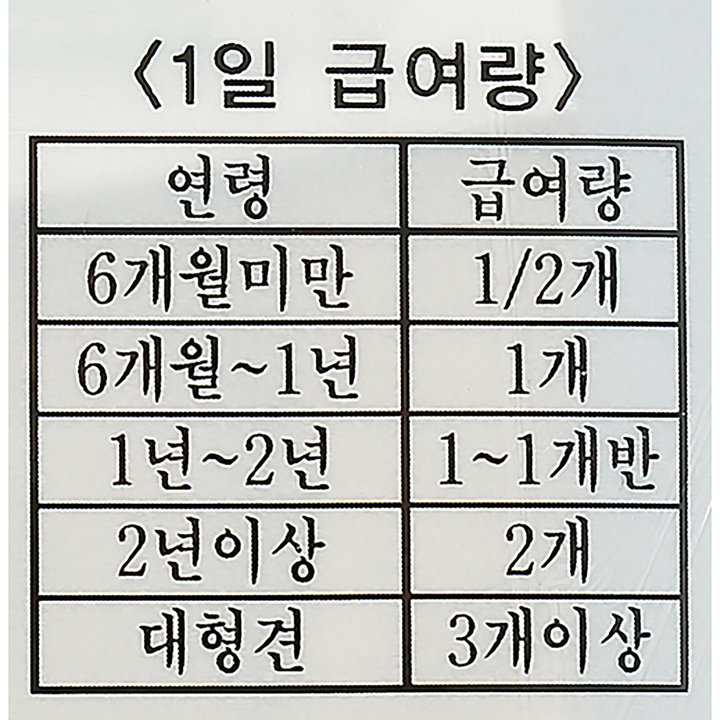 <1일 급여량>
연령 급여량
6개월미만 1/2개
6개월~1년 1개
1년~2년 1~1개반
2년이상 2개
대형견 3개이상